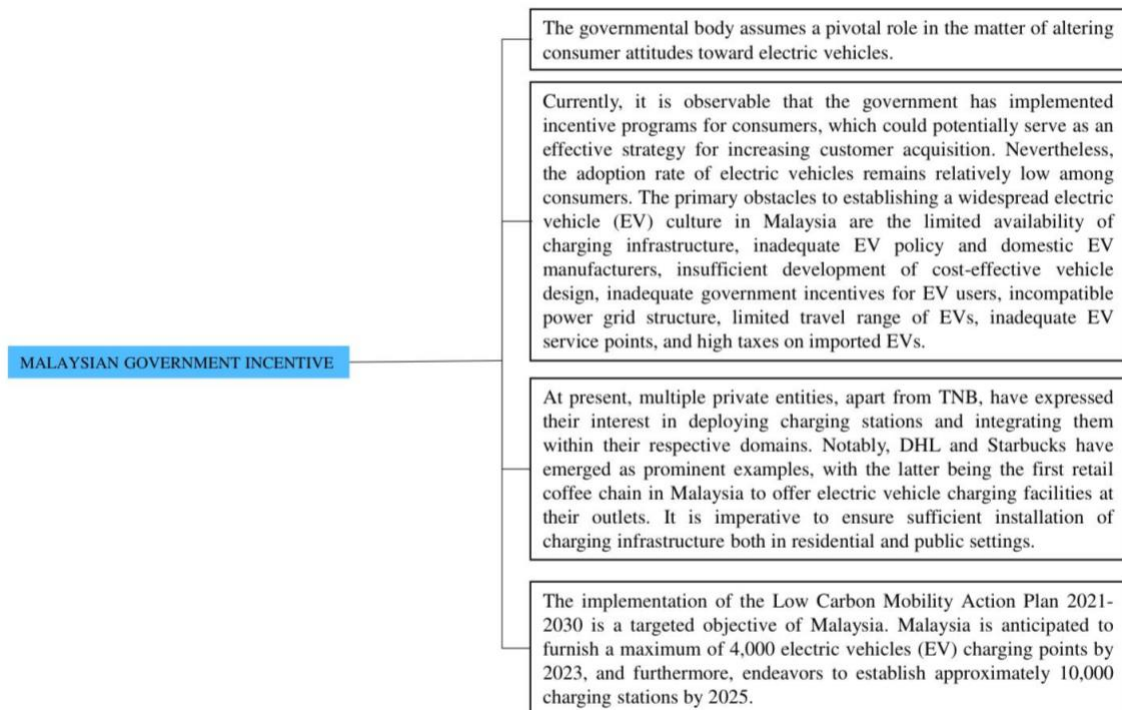 The governmental body assumes a pivotal role in the matter of altering
consumer attitudes toward electric vehicles.
Currently, it is observable that the government has implemented
incentive programs for consumers, which could potentially serve as an
effective strategy for increasing customer acquisition. Nevertheless,
the adoption rate of electric vehicles remains relatively low among
consumers. The primary obstacles to establishing a widespread electric
vehicle (EV) culture in Malaysia are the limited availability of
charging infrastructure, inadequate EV policy and domestic EV
manufacturers, insufficient development of cost-effective vehicle
design, inadequate government incentives for EV users, incompatible
power grid structure, limited travel range of EVs, inadequate EV
service points, and high taxes on imported EVs.
MALAYSIAN GOVERNMENT INCENTIVE
At present, multiple private entities, apart from TNB, have expressed
their interest in deploying charging stations and integrating them
within their respective domains. Notably, DHL and Starbucks have
emerged as prominent examples, with the latter being the first retail
coffee chain in Malaysia to offer electric vehicle charging facilities at
their outlets. It is imperative to ensure sufficient installation of
charging infrastructure both in residential and public settings.
The implementation of the Low Carbon Mobility Action Plan 2021-
2030 is a targeted objective of Malaysia. Malaysia is anticipated to
furnish a maximum of 4,000 electric vehicles (EV) charging points by
2023, and furthermore, endeavors to establish approximately 10,000
charging stations by 2025.